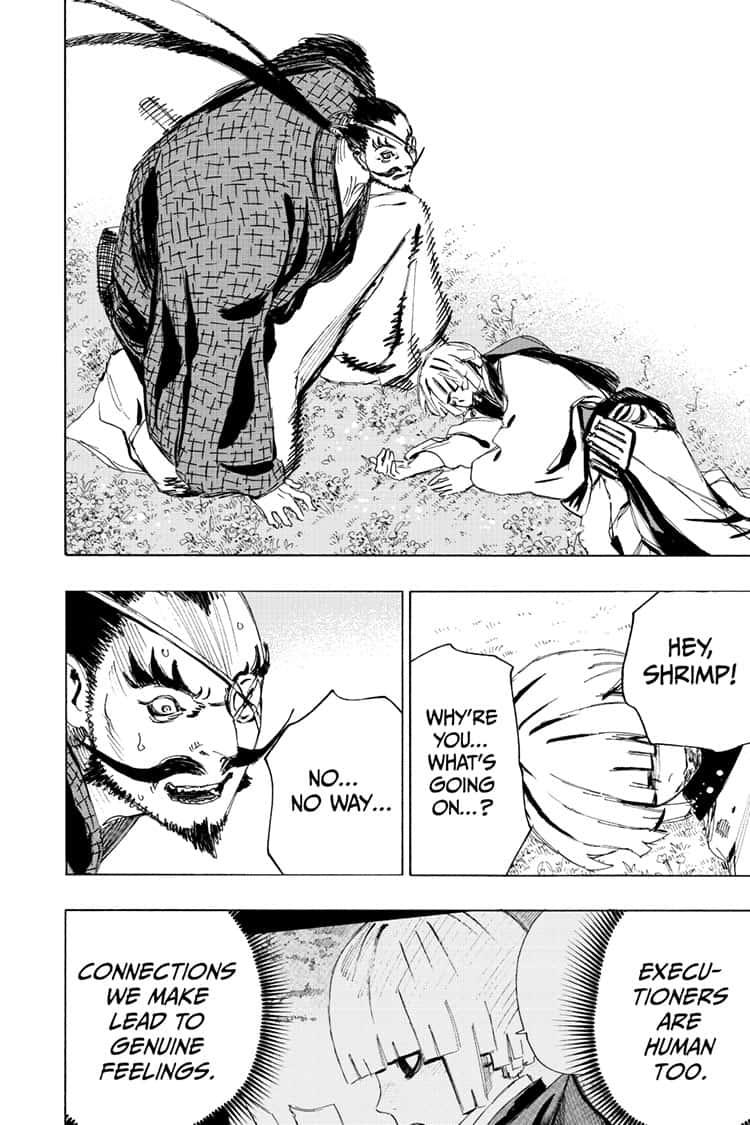 HEY,
SHRIMP!
WHY'RE
YOU...
WHAT'S
GOING
ON...?
NO...
NO WAY...
EXECU-
TIONERS
ARE
HUMAN
TOO.
CONNECTIONS
WE MAKE
LEAD TO
GENUINE
FEELINGS.